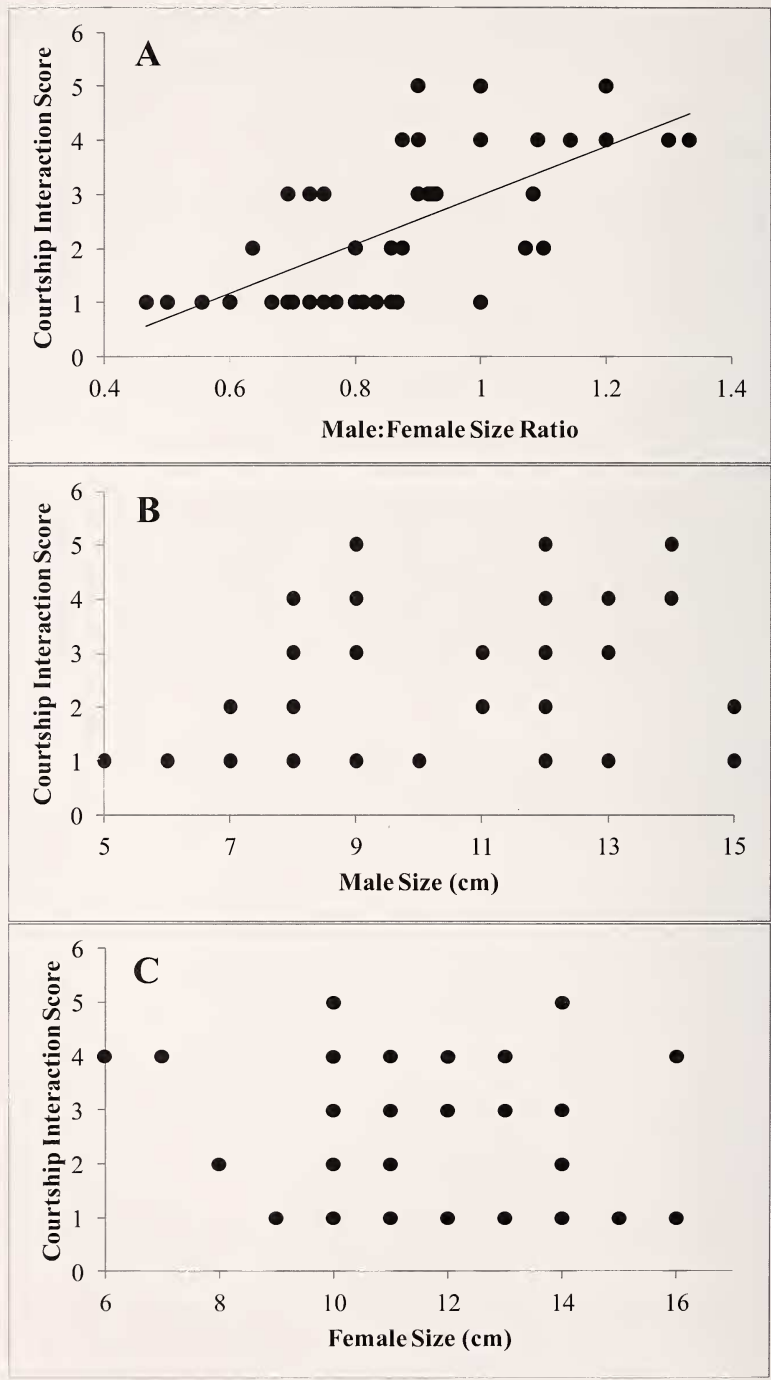 A
Courtship Interaction Score
6
5
4
3
2
1
0
0.4 0.6 0.8 1 1.2 1.4
Male:Female Size Ratio
B
Courtship Interaction Score
6
5
4
3
2
1
0
5 7 9 11 13 15
Male Size (cm)
C
Courtship Interaction Score
6
5
4
3
2
1
0
6 8 10 12 14 16
Female Size (cm)